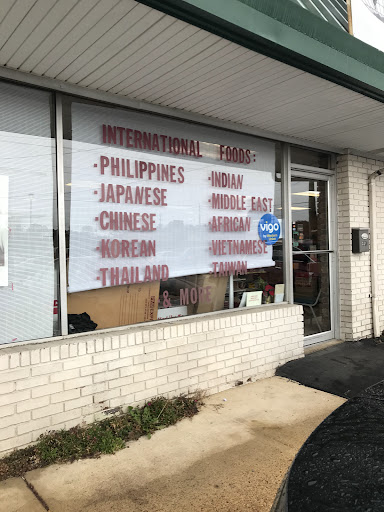 INTERNATIONAL FOODS:
·PHILIPPINES
·JAPANESE
·CHINESE
·KOREAN
·THAILAND
·INDIAN
·MIDDLE EAST
·AFRICAN
·VIETNAMESE
·TAIWAN
& MORE
vigo